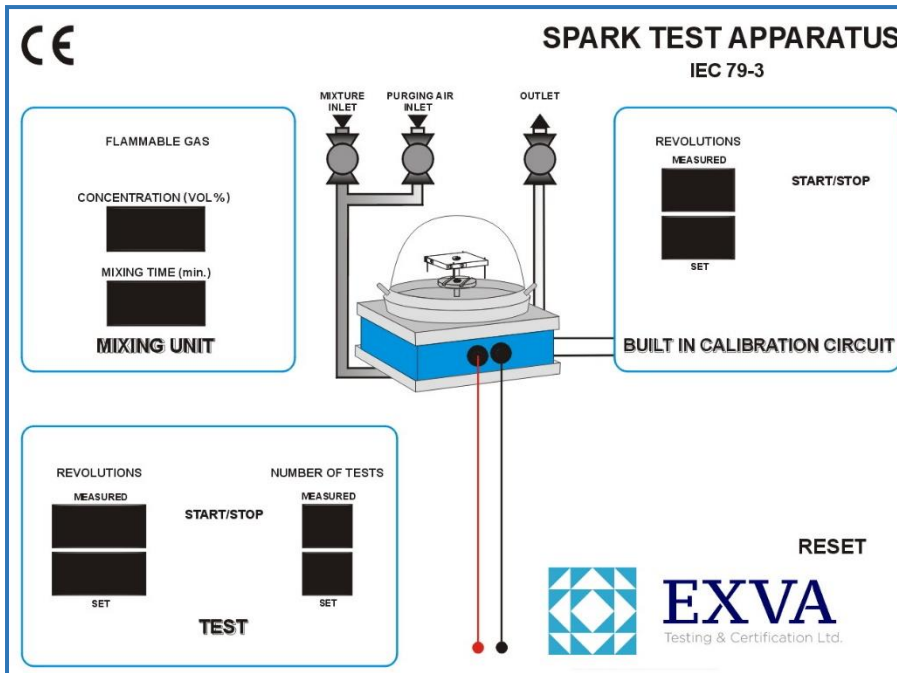 CE
SPARK TEST APPARATUS
IEC 79-3
MIXTURE
INLET
PURGING AIR
INLET
OUTLET
FLAMMABLE GAS
CONCENTRATION (VOL%)
MIXING TIME (min.)
MIXING UNIT
REVOLUTIONS
MEASURED
START/STOP
SET
BUILT IN CALIBRATION CIRCUIT
REVOLUTIONS
MEASURED
SET
START/STOP
NUMBER OF TESTS
MEASURED
SET
TEST
RESET
EXVA
Testing & Certification Ltd.